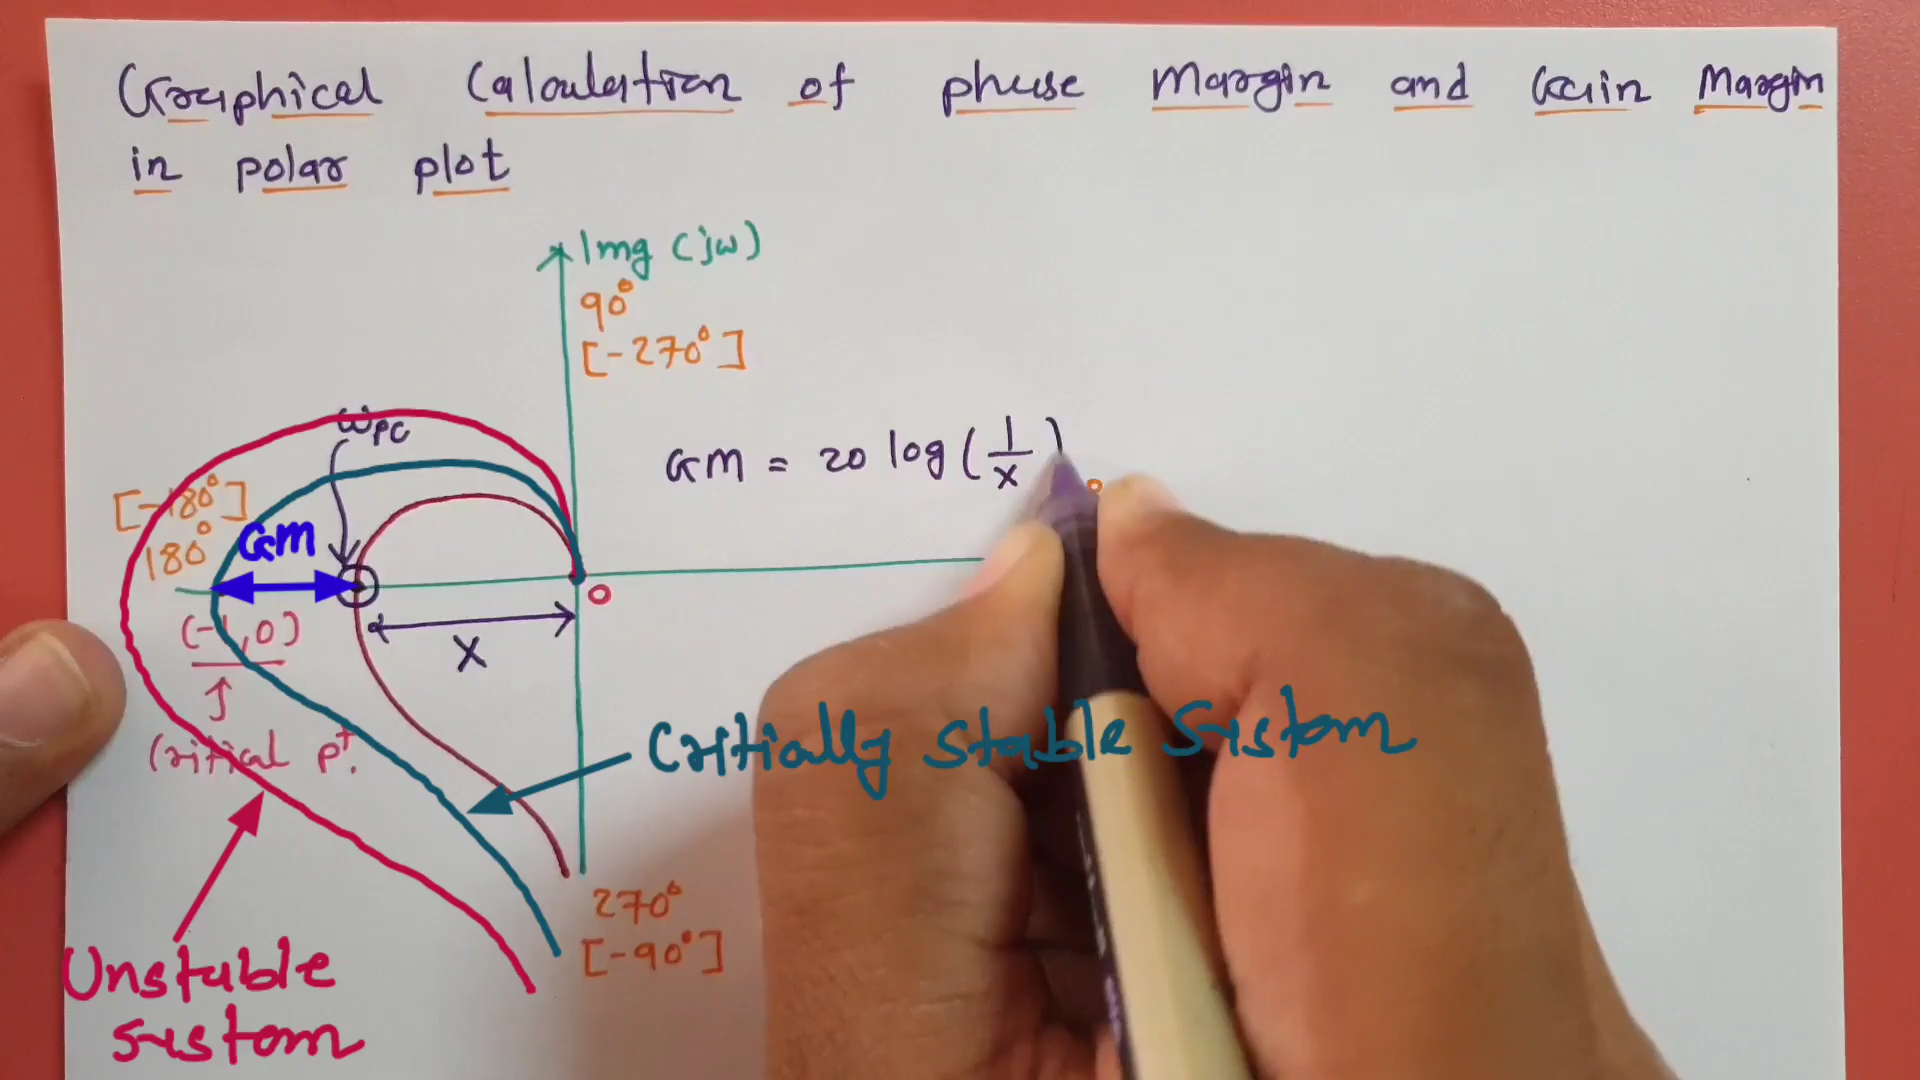 Graphical Calculation of phase Margin and Gain Margin
in polar plot
Img (jω)
90°
[-270°]
ωpc
GM = 20 log (1/x)
[-180°]
180°
GM
0
(-1,0)
X
Critical pt.
Critially Stable System
270°
[-90°]
Unstable
System